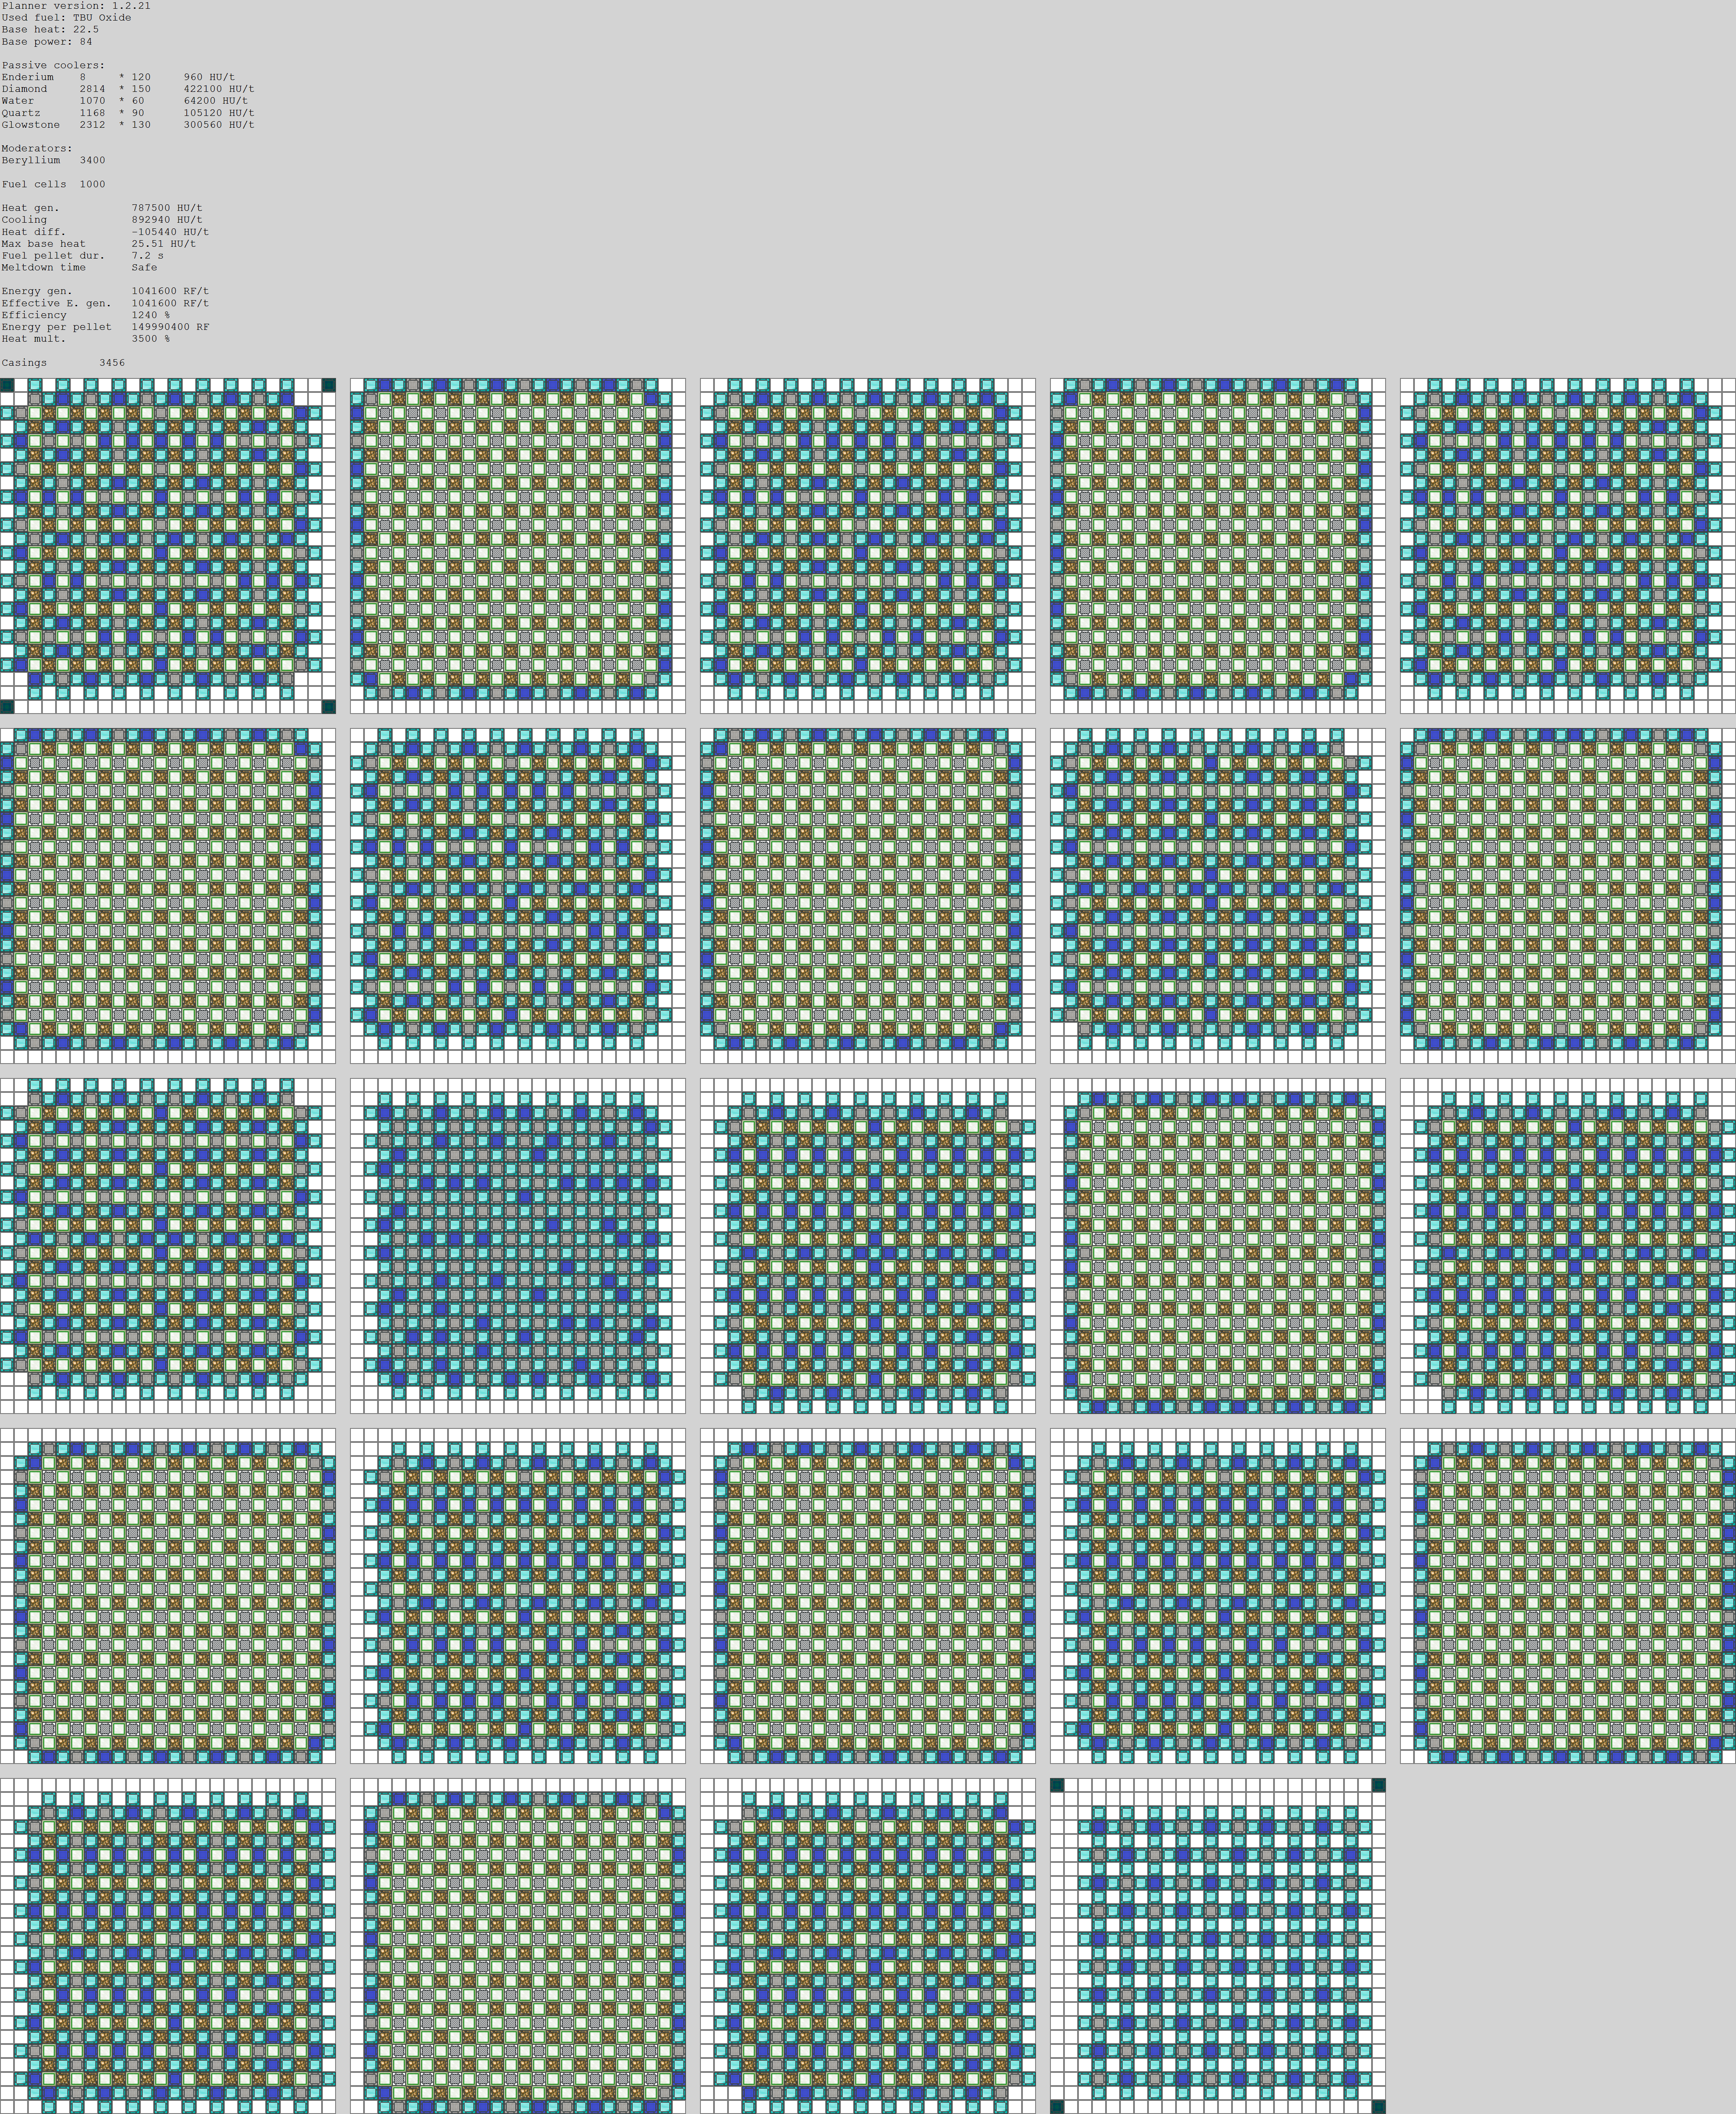 Planner version: 1.2.21
Used fuel: TBU Oxide
Base heat: 22.5
Base power: 84
Passive coolers:
Enderium 8 * 120 960 HU/t
Diamond 2814 * 150 422100 HU/t
Water 1070 * 60 64200 HU/t
Quartz 1168 * 90 105120 HU/t
Glowstone 2312 * 130 300560 HU/t
Moderators:
Beryllium 3400
Fuel cells 1000
Heat gen. 787500 HU/t
Cooling 892940 HU/t
Heat diff. -105440 HU/t
Max base heat 25.51 HU/t
Fuel pellet dur. 7.2 s
Meltdown time Safe
Energy gen. 1041600 RF/t
Effective E. gen. 1041600 RF/t
Efficiency 1240 %
Energy per pellet 149990400 RF
Heat mult. 3500 %
Casings 3456